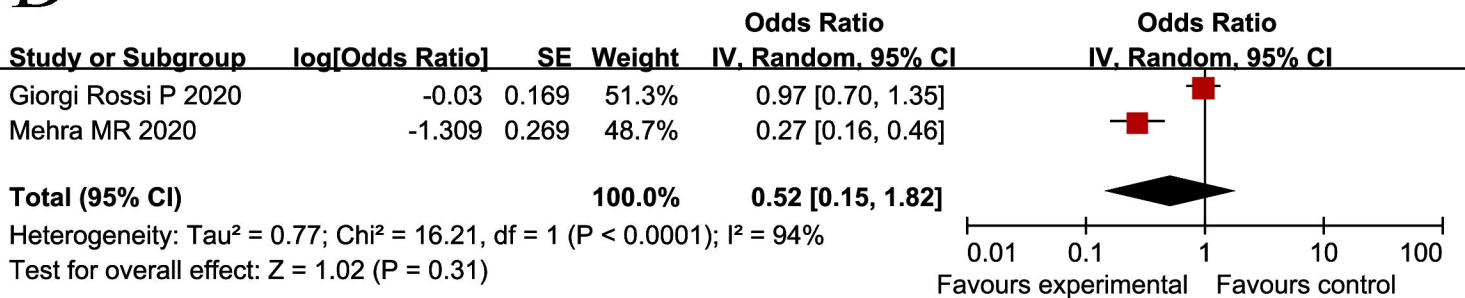 D
Odds Ratio Odds Ratio
Study or Subgroup log[Odds Ratio] SE Weight IV, Random, 95% CI IV, Random, 95% CI
Giorgi Rossi P 2020 -0.03 0.169 51.3% 0.97 [0.70, 1.35]
Mehra MR 2020 -1.309 0.269 48.7% 0.27 [0.16, 0.46]
Total (95% CI) 100.0% 0.52 [0.15, 1.82]
Heterogeneity: Tau² = 0.77; Chi² = 16.21, df = 1 (P < 0.0001); I² = 94%
Test for overall effect: Z = 1.02 (P = 0.31)
0.01 0.1 1 10 100
Favours experimental Favours control